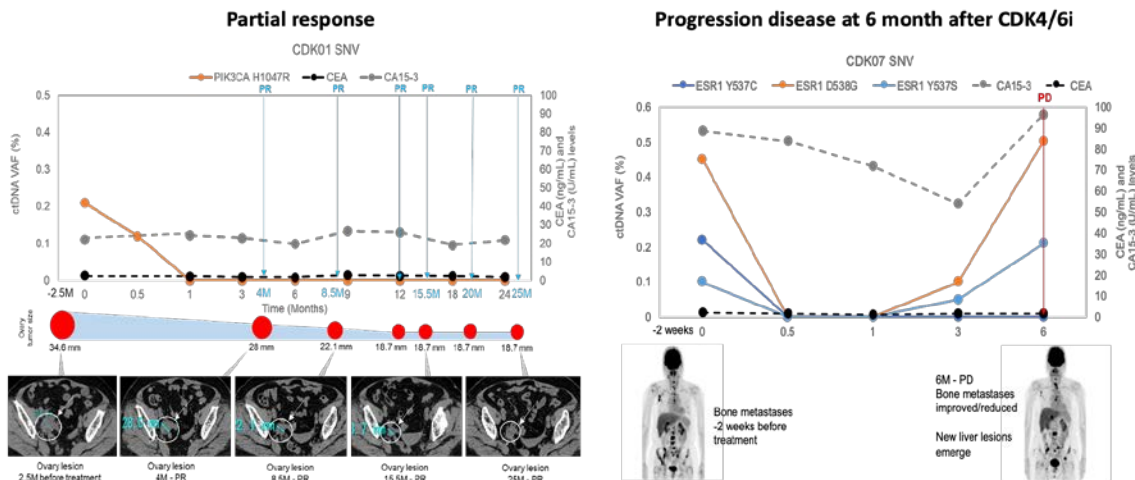 Partial response
CDK01 SNV
PIK3CA H1047R CEA CA15-3
PR PR PR PR PR PR
0.5
0.4
0.3
0.2
0.1
0
ctDNA VAF (%)
100
90
80
70
60
50
40
30
20
10
0
CEA (ng/mL) and
CA15-3 (U/mL) levels
-2.5M 0 0.5 1 3 4M 6 8.5M 9 12 15.5M 18 20M 24 25M
Time (Months)
Ovary
tumor size
34.6 mm 28 mm 22.1 mm 18.7 mm 18.7 mm 18.7 mm 18.7 mm
Ovary lesion
2.5M before treatment
Ovary lesion
4M - PR
Ovary lesion
8.5M - PR
Ovary lesion
15.5M - PR
Ovary lesion
25M - PR
Progression disease at 6 month after CDK4/6i
CDK07 SNV
ESR1 Y537C ESR1 D538G ESR1 Y537S CA15-3 CEA
PD
0.6
0.5
0.4
0.3
0.2
0.1
0
ctDNA VAF (%)
100
90
80
70
60
50
40
30
20
10
0
CEA (ng/mL) and
CA15-3 (U/mL) levels
-2 weeks 0 0.5 1 3 6
Bone metastases
-2 weeks before
treatment
6M - PD
Bone metastases
improved/reduced
New liver lesions
emerge